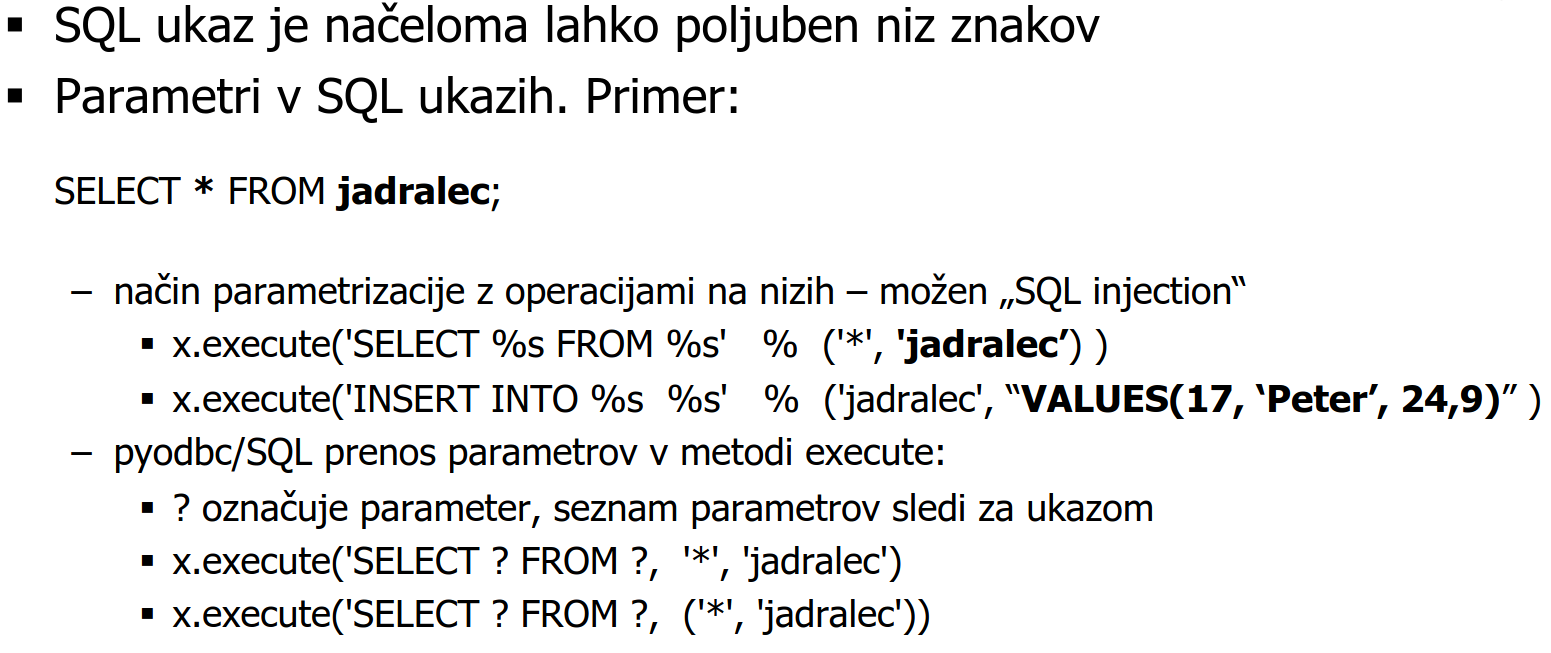 ▪ SQL ukaz je načeloma lahko poljuben niz znakov
▪ Parametri v SQL ukazih. Primer:
SELECT * FROM jadralec;
– način parametrizacije z operacijami na nizih – možen „SQL injection“
▪ x.execute('SELECT %s FROM %s' % ('*', 'jadralec’) )
▪ x.execute('INSERT INTO %s %s' % ('jadralec', “VALUES(17, ‘Peter’, 24,9)” )
– pyodbc/SQL prenos parametrov v metodi execute:
▪ ? označuje parameter, seznam parametrov sledi za ukazom
▪ x.execute('SELECT ? FROM ?, '*', 'jadralec')
▪ x.execute('SELECT ? FROM ?, ('*', 'jadralec'))